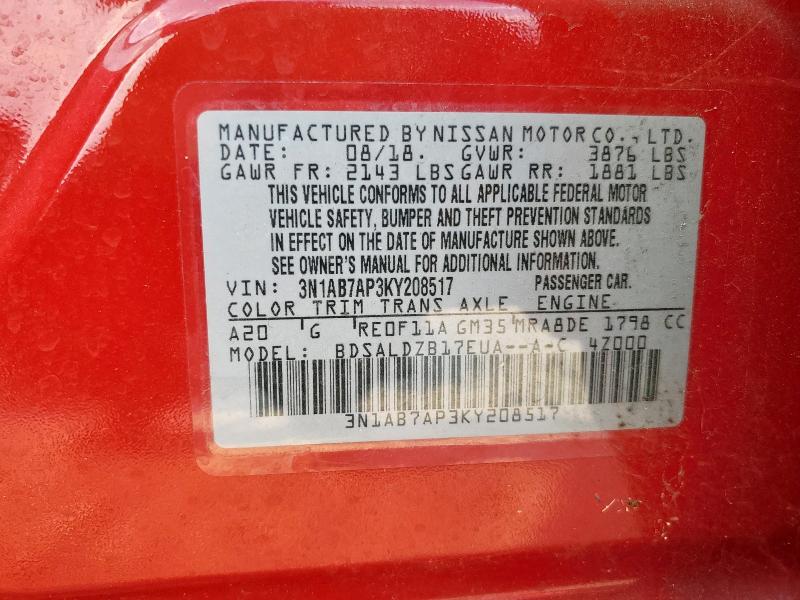 MANUFACTURED BY NISSAN MOTOR CO., LTD.
DATE: 08/18. GVWR: 3876 LBS
GAWR FR: 2143 LBS GAWR RR: 1881 LBS
THIS VEHICLE CONFORMS TO ALL APPLICABLE FEDERAL MOTOR
VEHICLE SAFETY, BUMPER AND THEFT PREVENTION STANDARDS
IN EFFECT ON THE DATE OF MANUFACTURE SHOWN ABOVE.
SEE OWNER'S MANUAL FOR ADDITIONAL INFORMATION.
VIN: 3N1AB7AP3KY208517 PASSENGER CAR.
COLOR TRIM TRANS AXLE ENGINE
A20 G RE0F11A GM35 MRA8DE 1798 CC
MODEL: BDSALDZB17EUA--A-C 4Z000
3N1AB7AP3KY208517